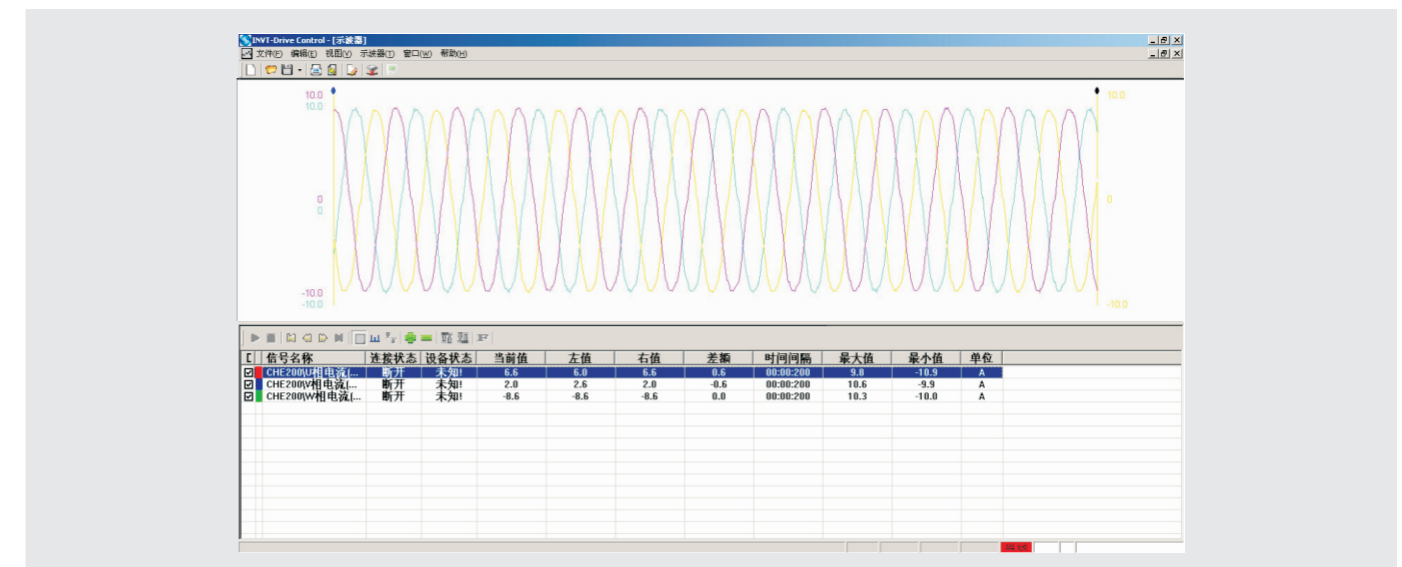 INVT-Drive Control - [示波器]
文件(F) 编辑(E) 视图(V) 示波器(T) 窗口(W) 帮助(H)
10.0 10.0
10.0
0 0
0
-10.0
-10.0 -10.0
信号名称 连接状态 设备状态 当前值 左值 右值 差额 时间间隔 最大值 最小值 单位
CHE200\U相电流(... 断开 未知! 6.6 6.0 6.6 0.6 00:00:200 9.8 -10.9 A
CHE200\V相电流(... 断开 未知! 2.0 2.6 2.0 -0.6 00:00:200 10.6 -9.9 A
CHE200\W相电流(... 断开 未知! -8.6 -8.6 -8.6 0.0 00:00:200 10.3 -10.0 A